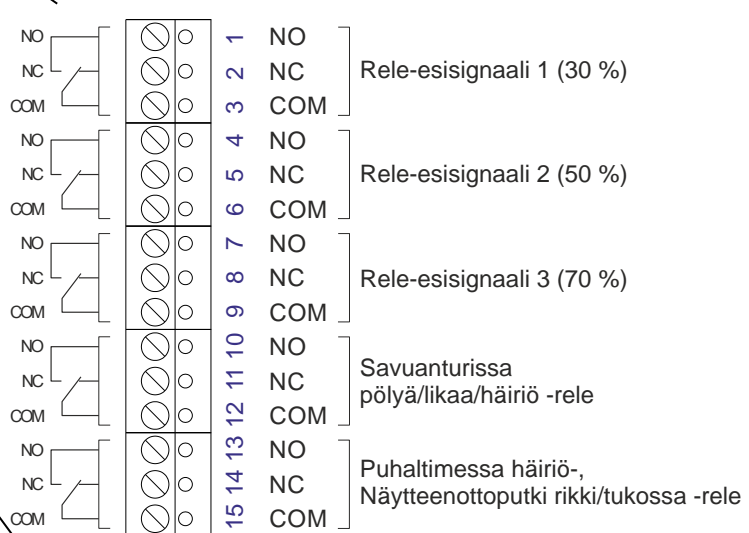 NO 1 NO
NC 2 NC Rele-esisignaali 1 (30 %)
COM 3 COM
NO 4 NO
NC 5 NC Rele-esisignaali 2 (50 %)
COM 6 COM
NO 7 NO
NC 8 NC Rele-esisignaali 3 (70 %)
COM 9 COM
NO 10 NO
Savuanturissa
NC 11 NC
pölyä/likaa/häiriö -rele
COM 12 COM
NO 13 NO
Puhaltimessa häiriö-,
NC 14 NC
Näytteenottoputki rikki/tukossa -rele
COM 15 COM